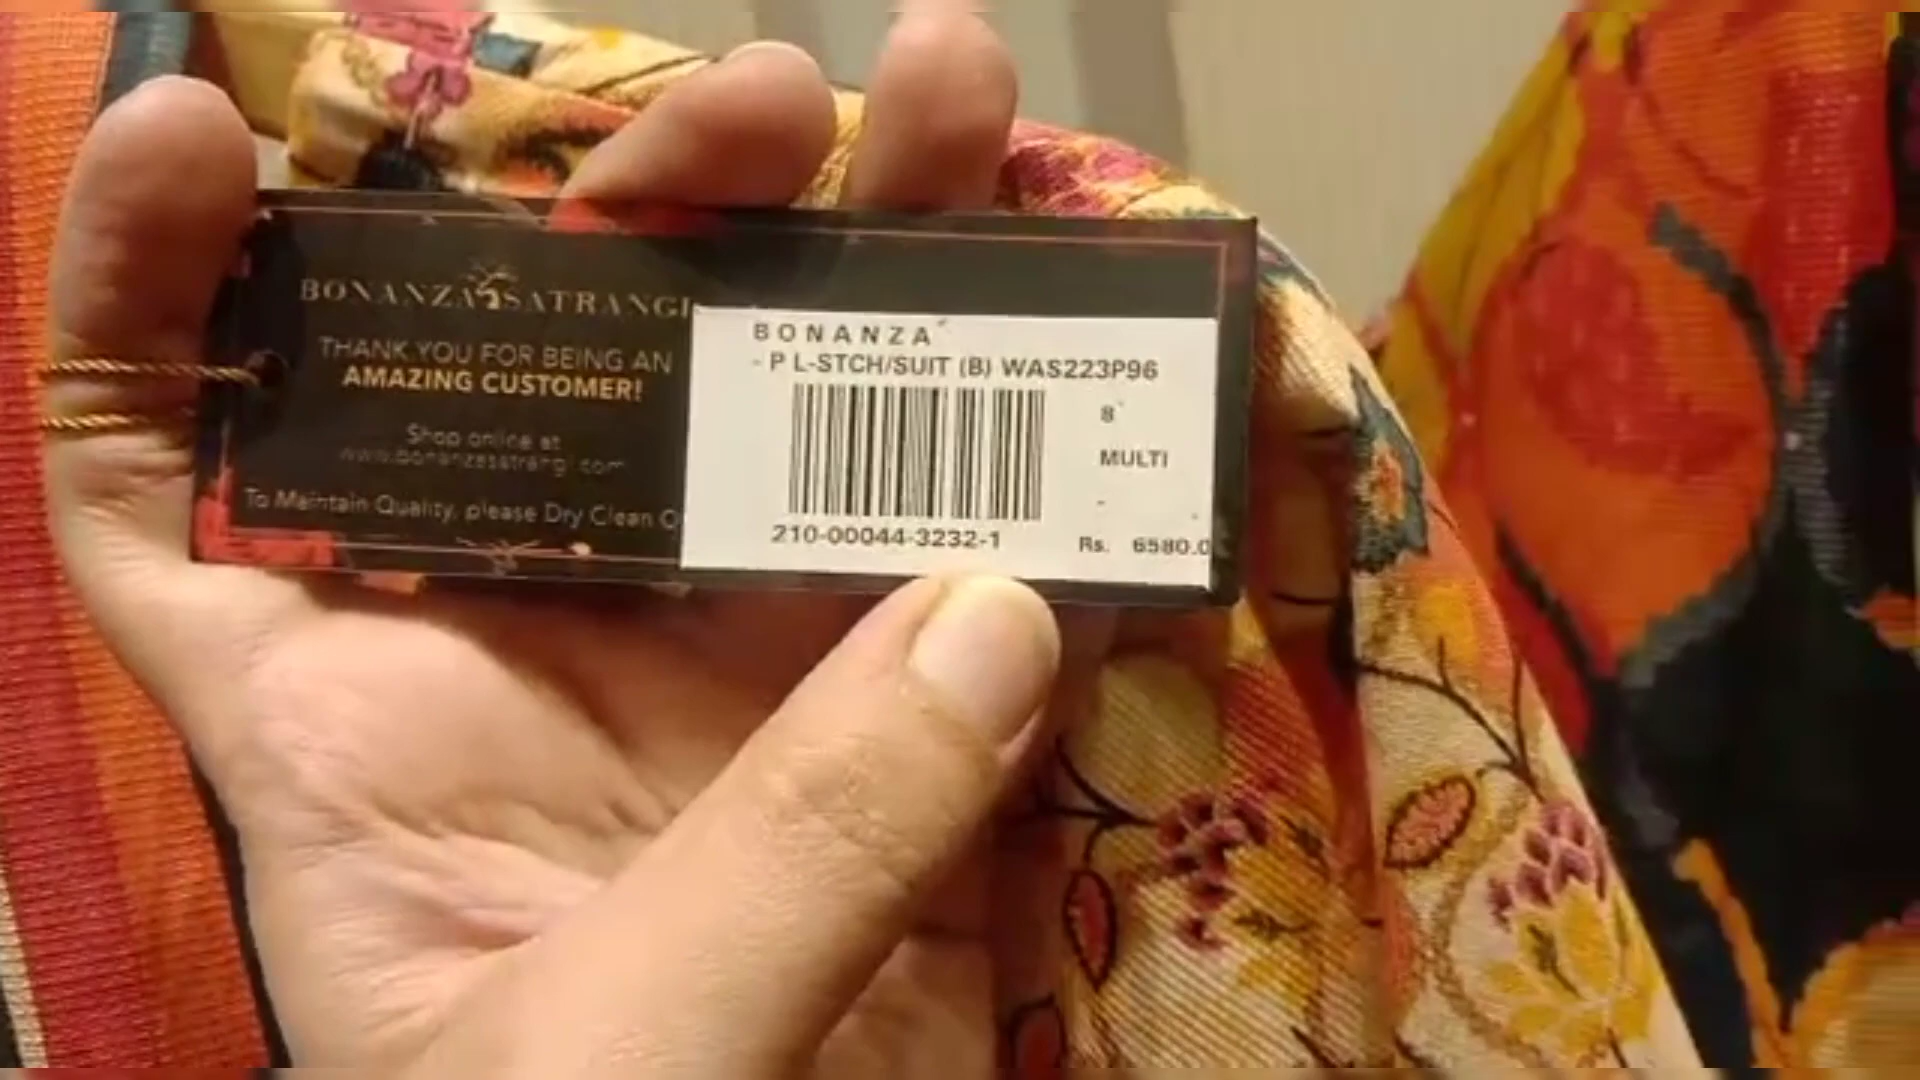 BONANZA SATRANGI
THANK YOU FOR BEING AN
AMAZING CUSTOMER!
Shop online at
www.bonanzasatrangi.com
To Maintain Quality, please Dry Clean O
BONANZA
- P L-STCH/SUIT (B) WAS223P96
8
MULTI
-
210-00044-3232-1
Rs. 6580.0